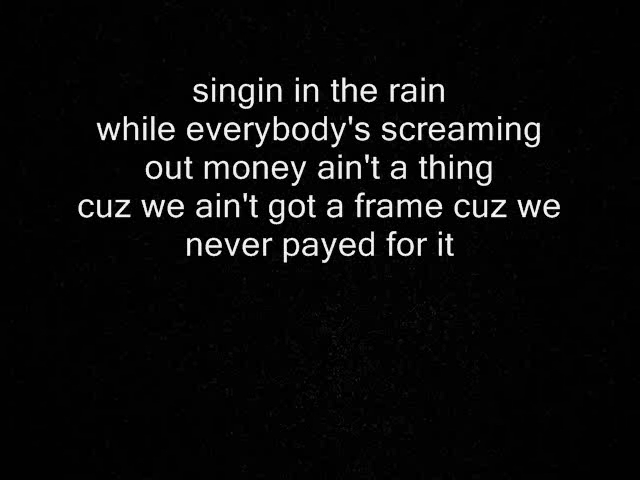 singin in the rain
while everybody's screaming
out money ain't a thing
cuz we ain't got a frame cuz we
never payed for it